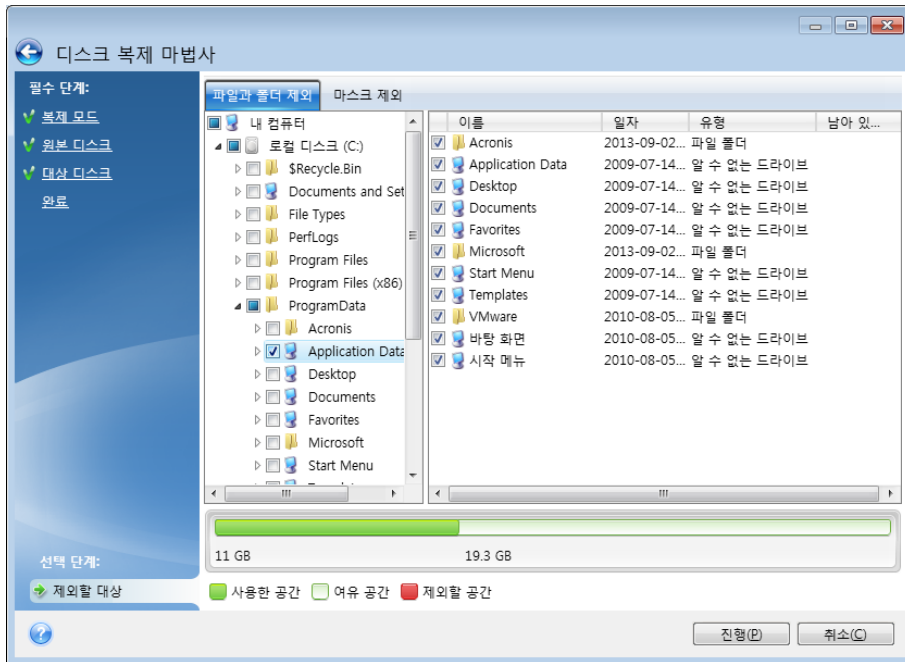 디스크 복제 마법사
필수 단계:
복제 모드
원본 디스크
대상 디스크
완료
선택 단계:
제외할 대상
파일과 폴더 제외
마스크 제외
내 컴퓨터
로컬 디스크 (C:)
$Recycle.Bin
Documents and Set
File Types
PerfLogs
Program Files
Program Files (x86)
ProgramData
Acronis
Application Data
Desktop
Documents
Favorites
Microsoft
Start Menu
이름 일자 유형 남아 있...
Acronis 2013-09-02... 파일 폴더
Application Data 2009-07-14... 알 수 없는 드라이브
Desktop 2009-07-14... 알 수 없는 드라이브
Documents 2009-07-14... 알 수 없는 드라이브
Favorites 2009-07-14... 알 수 없는 드라이브
Microsoft 2013-09-02... 파일 폴더
Start Menu 2009-07-14... 알 수 없는 드라이브
Templates 2009-07-14... 알 수 없는 드라이브
VMware 2010-08-05... 파일 폴더
바탕 화면 2010-08-05... 알 수 없는 드라이브
시작 메뉴 2010-08-05... 알 수 없는 드라이브
11 GB 19.3 GB
사용한 공간 여유 공간 제외할 공간
진행(P) 취소(C)